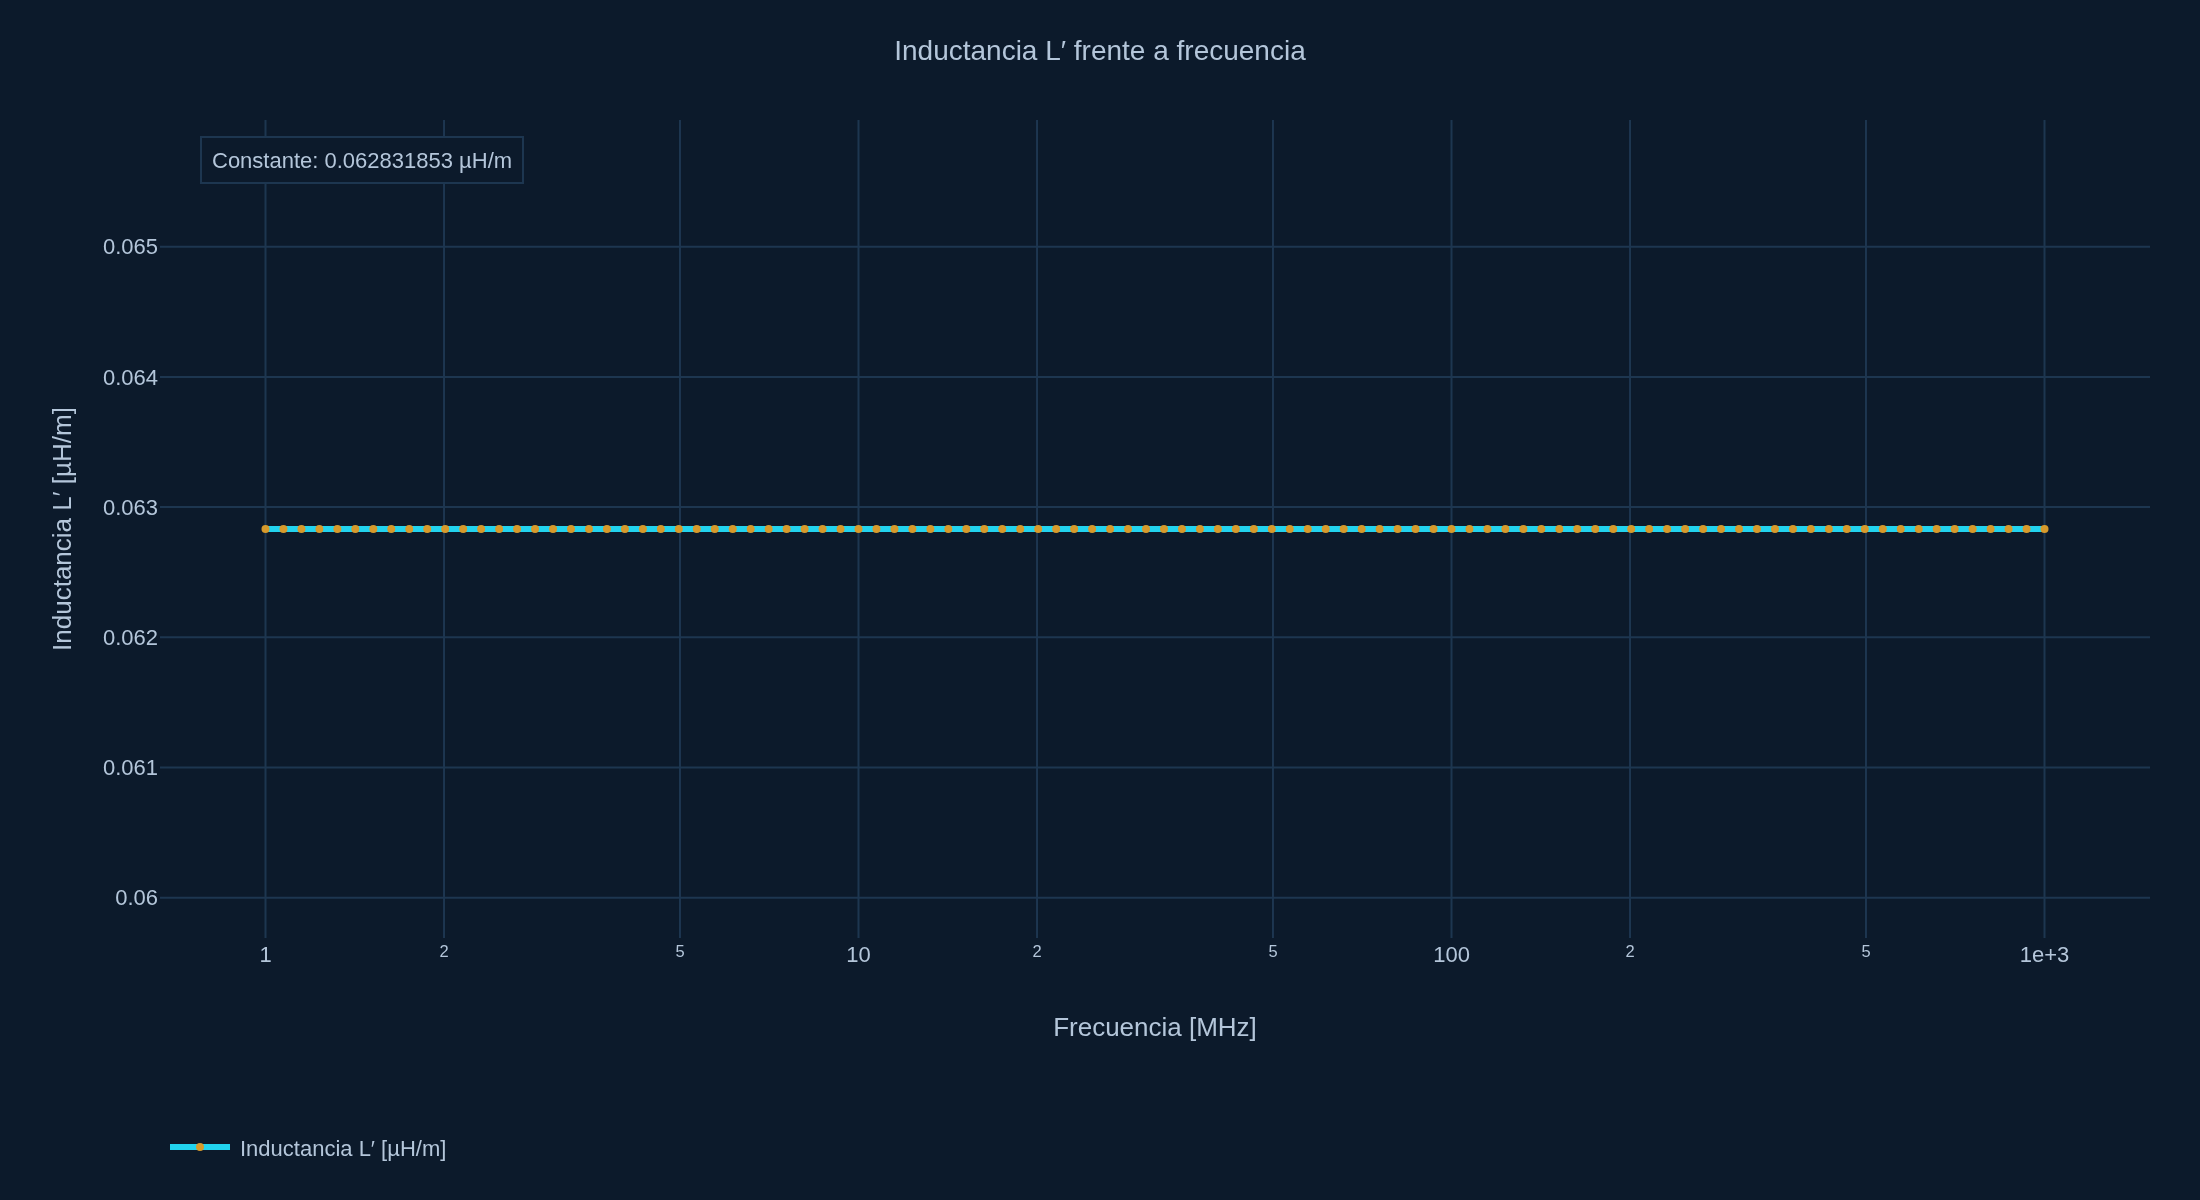 Inductancia L′ frente a frecuencia
Constante: 0.062831853 µH/m
0.065
0.064
0.063
0.062
0.061
0.06
Inductancia L′ [µH/m]
1 2 5 10 2 5 100 2 5 1e+3
Frecuencia [MHz]
Inductancia L′ [µH/m]